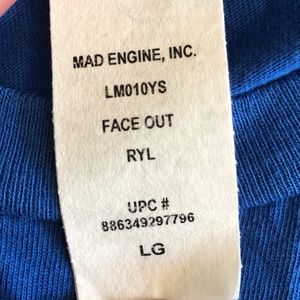 MAD ENGINE, INC.
LM010YS
FACE OUT
RYL
UPC #
886349297796
LG